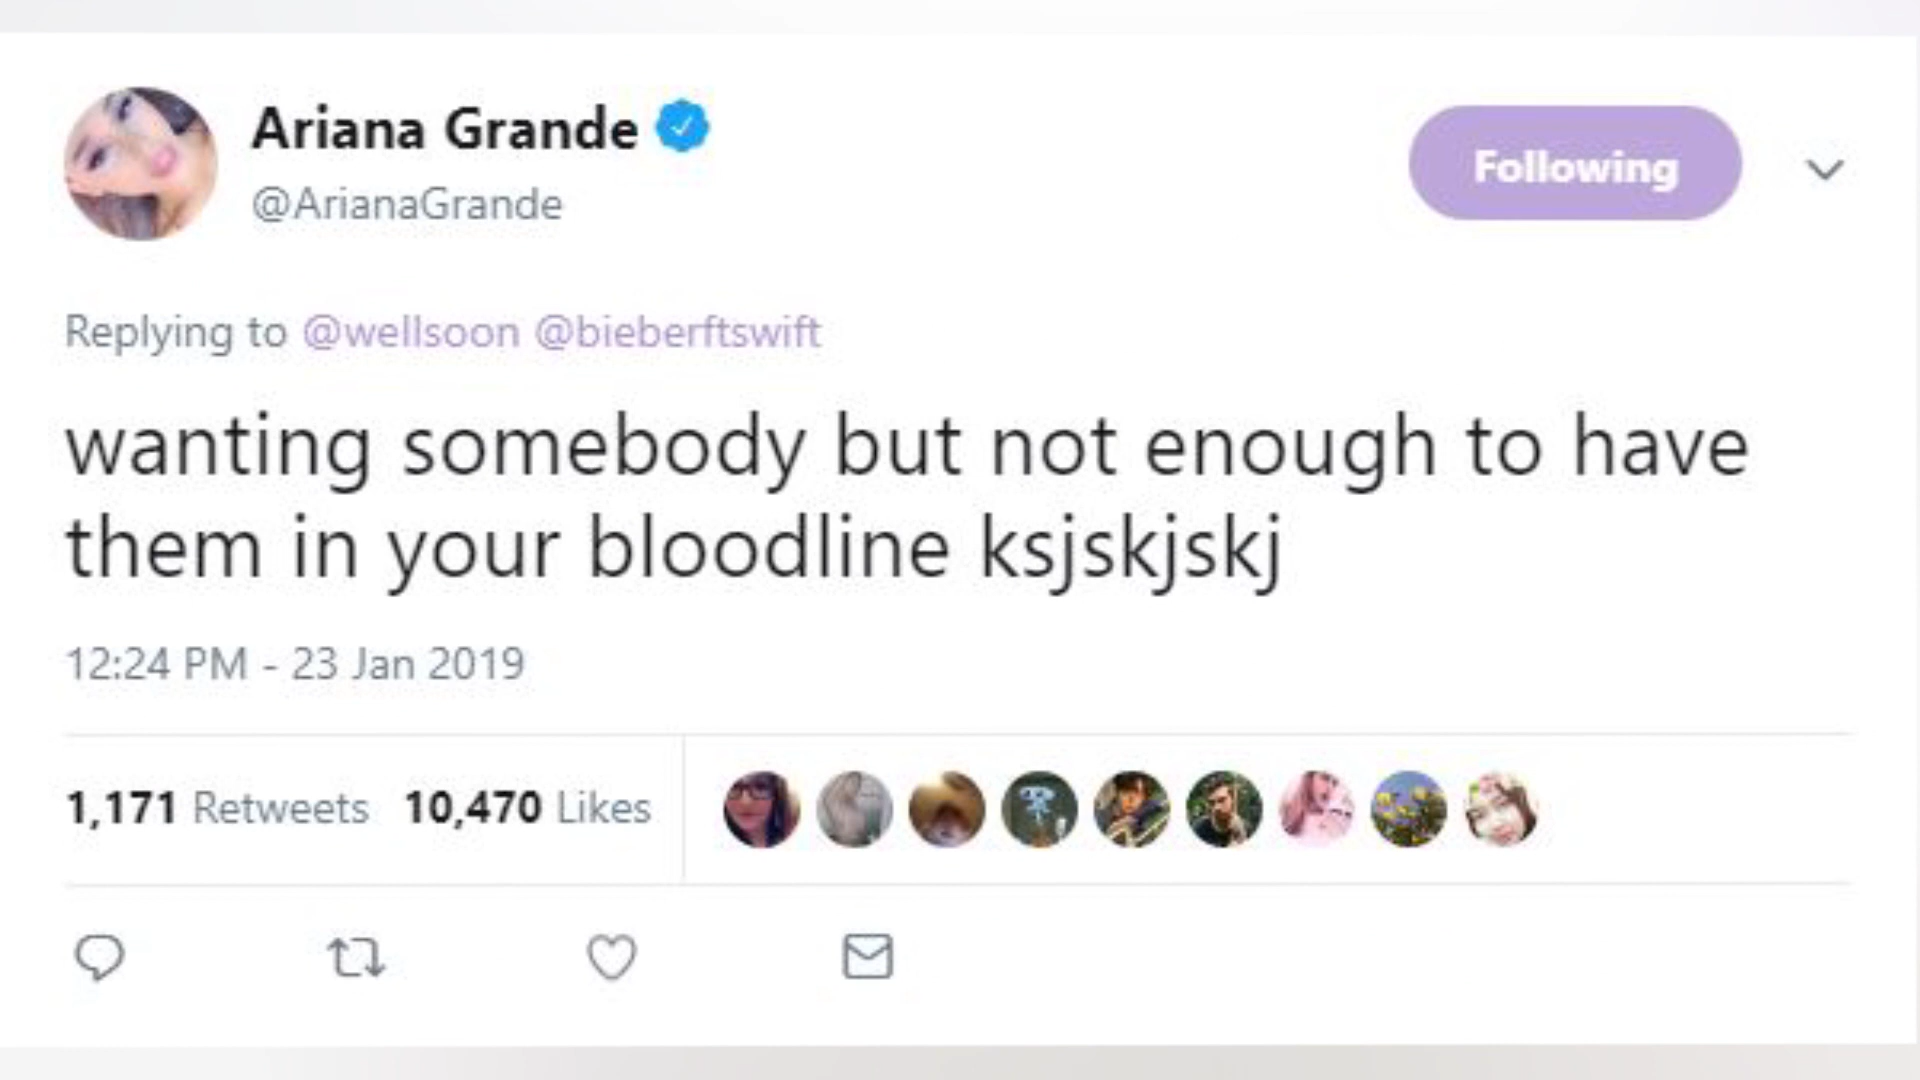 Ariana Grande
@ArianaGrande
Following
Replying to @wellsoon @bieberftswift
wanting somebody but not enough to have
them in your bloodline ksjskjskj
12:24 PM - 23 Jan 2019
1,171 Retweets 10,470 Likes